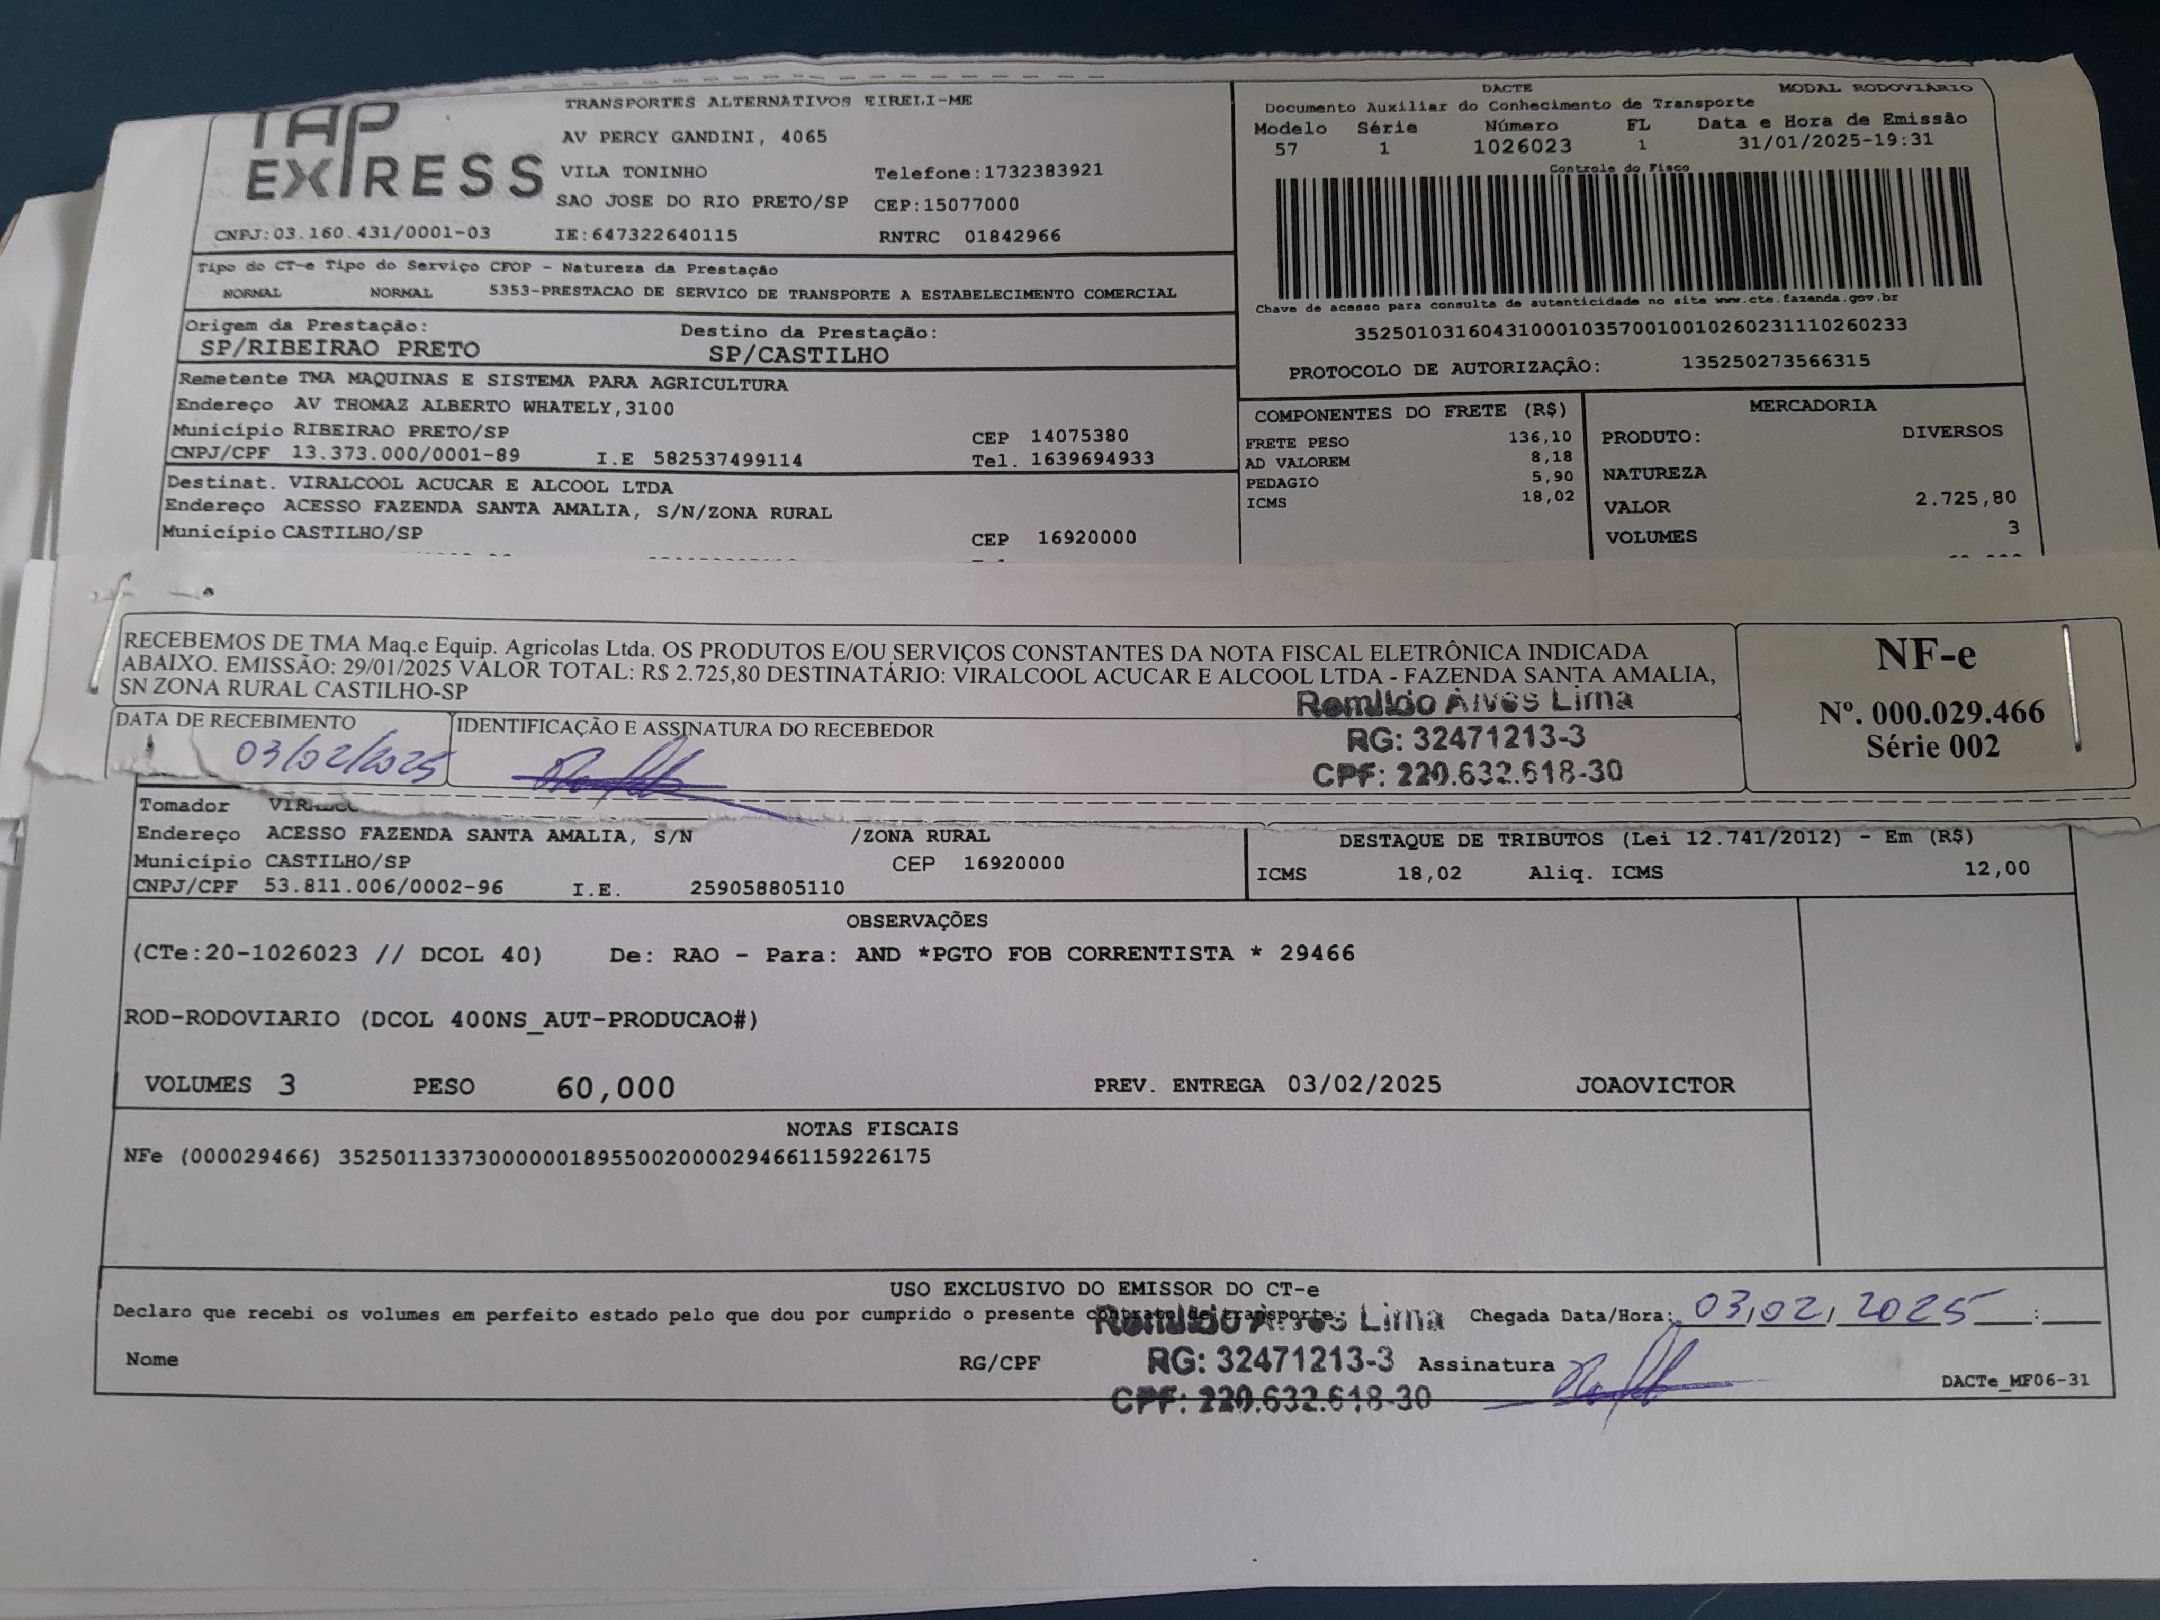 TAP
EXPRESS
TRANSPORTES ALTERNATIVOS EIRELI-ME
AV PERCY GANDINI, 4065
VILA TONINHO Telefone:1732383921
SAO JOSE DO RIO PRETO/SP CEP:15077000
CNPJ:03.160.431/0001-03 IE:647322640115 RNTRC 01842966
DACTE MODAL RODOVIÁRIO
Documento Auxiliar do Conhecimento de Transporte
Modelo Série Número FL Data e Hora de Emissão
57 1 1026023 1 31/01/2025-19:31
Controle do Fisco
Chave de acesso para consulta de autenticidade no site www.cte.fazenda.gov.br
35250103160431000103570010010260231110260233
PROTOCOLO DE AUTORIZAÇÃO: 135250273566315
Tipo do CT-e Tipo do Serviço CFOP - Natureza da Prestação
NORMAL NORMAL 5353-PRESTACAO DE SERVICO DE TRANSPORTE A ESTABELECIMENTO COMERCIAL
Origem da Prestação: Destino da Prestação:
SP/RIBEIRAO PRETO SP/CASTILHO
Remetente TMA MAQUINAS E SISTEMA PARA AGRICULTURA
Endereço AV THOMAZ ALBERTO WHATELY,3100
Município RIBEIRAO PRETO/SP CEP 14075380
CNPJ/CPF 13.373.000/0001-89 I.E 582537499114 Tel. 1639694933
Destinat. VIRALCOOL ACUCAR E ALCOOL LTDA
Endereço ACESSO FAZENDA SANTA AMALIA, S/N/ZONA RURAL
Município CASTILHO/SP CEP 16920000
COMPONENTES DO FRETE (R$)
FRETE PESO 136,10
AD VALOREM 8,18
PEDAGIO 5,90
ICMS 18,02
MERCADORIA
PRODUTO: DIVERSOS
NATUREZA
VALOR 2.725,80
VOLUMES 3
RECEBEMOS DE TMA Maq.e Equip. Agricolas Ltda. OS PRODUTOS E/OU SERVIÇOS CONSTANTES DA NOTA FISCAL ELETRÔNICA INDICADA
ABAIXO. EMISSÃO: 29/01/2025 VALOR TOTAL: R$ 2.725,80 DESTINATÁRIO: VIRALCOOL ACUCAR E ALCOOL LTDA - FAZENDA SANTA AMALIA,
SN ZONA RURAL CASTILHO-SP
DATA DE RECEBIMENTO IDENTIFICAÇÃO E ASSINATURA DO RECEBEDOR
03/02/2025
Romildo Alves Lima
RG: 32471213-3
CPF: 220.632.618-30
NF-e
Nº. 000.029.466
Série 002
Tomador
Endereço ACESSO FAZENDA SANTA AMALIA, S/N /ZONA RURAL
Município CASTILHO/SP CEP 16920000
CNPJ/CPF 53.811.006/0002-96 I.E. 259058805110
DESTAQUE DE TRIBUTOS (Lei 12.741/2012) - Em (R$)
ICMS 18,02 Aliq. ICMS 12,00
OBSERVAÇÕES
(CTe:20-1026023 // DCOL 40) De: RAO - Para: AND *PGTO FOB CORRENTISTA * 29466
ROD-RODOVIARIO (DCOL 400NS_AUT-PRODUCAO#)
VOLUMES 3 PESO 60,000 PREV. ENTREGA 03/02/2025 JOAOVICTOR
NOTAS FISCAIS
NFe (000029466) 35250113373000000189550020000294661159226175
USO EXCLUSIVO DO EMISSOR DO CT-e
Declaro que recebi os volumes em perfeito estado pelo que dou por cumprido o presente contrato de transporte. Chegada Data/Hora: 03/02/2025 :
Romildo Alves Lima
Nome RG/CPF RG: 32471213-3 Assinatura
CPF: 220.632.618-30
DACTe_MF06-31